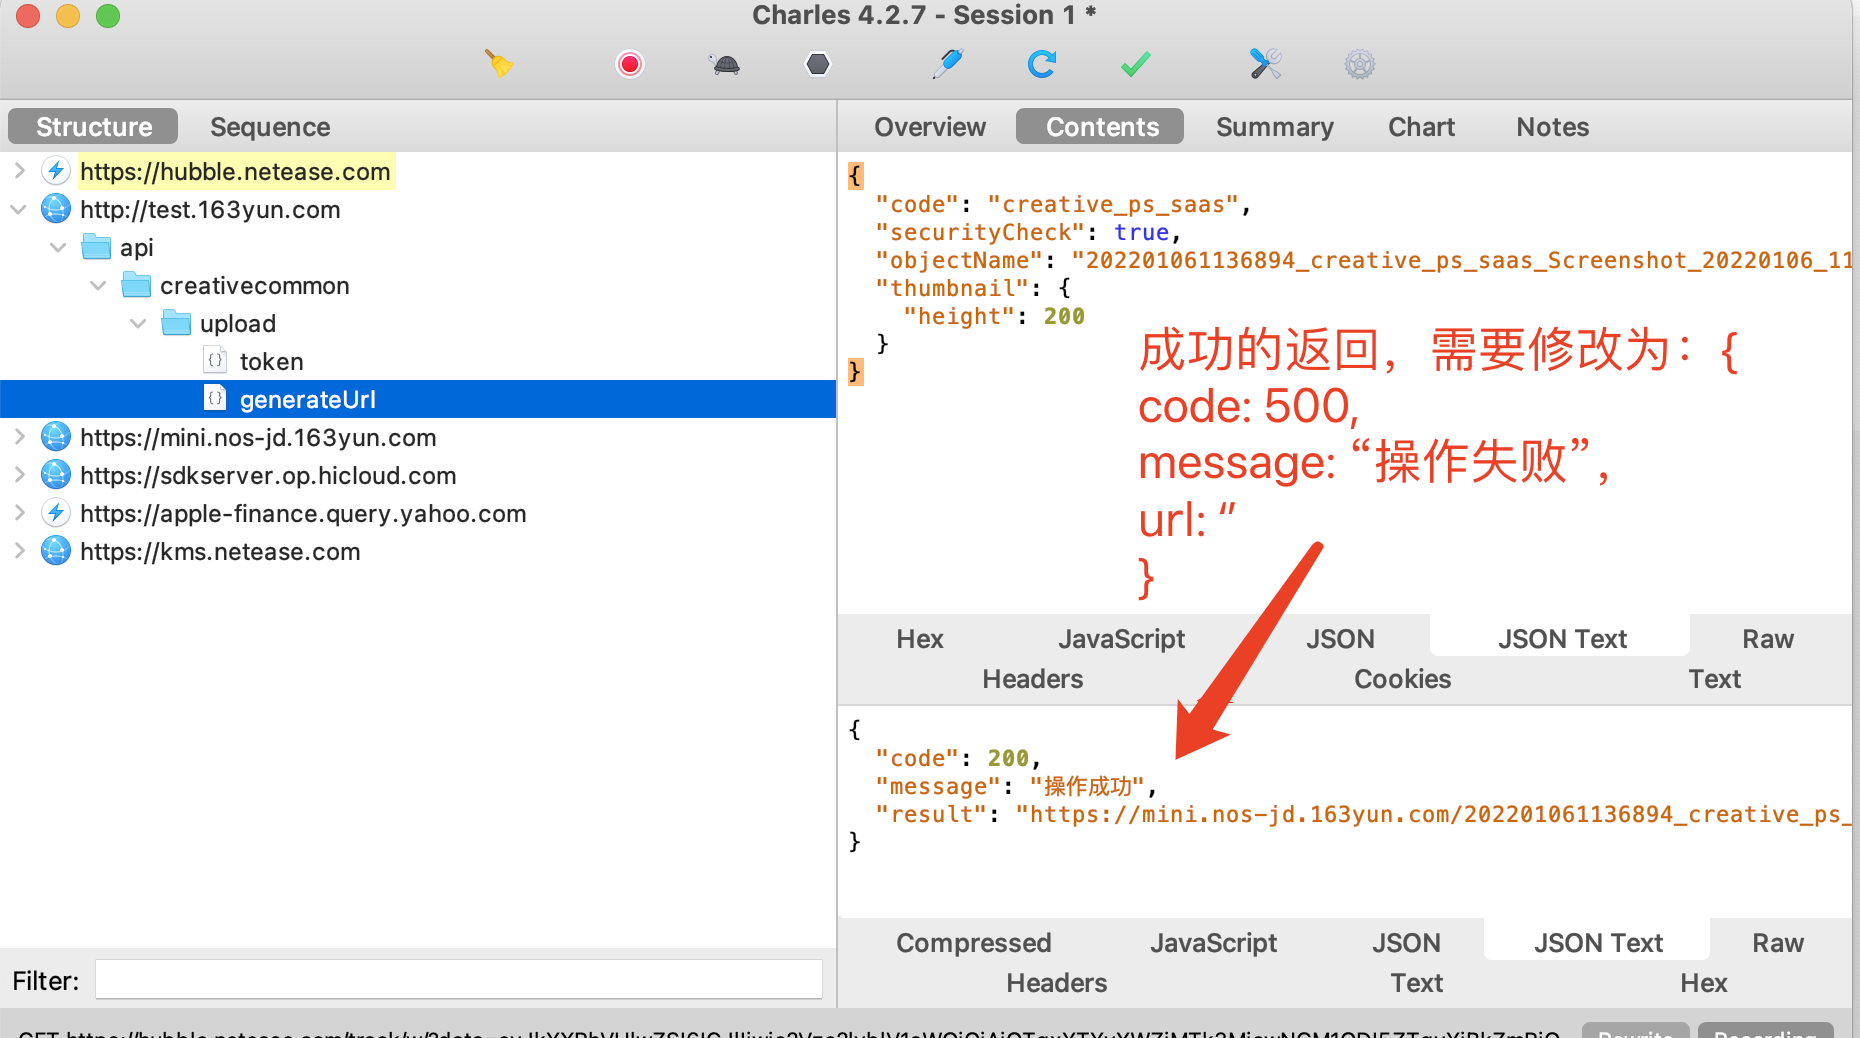 Charles 4.2.7 - Session 1 *
Structure
Sequence
Overview
Contents
Summary
Chart
Notes
https://hubble.netease.com
http://test.163yun.com
api
creativecommon
upload
token
generateUrl
https://mini.nos-jd.163yun.com
https://sdkserver.op.hicloud.com
https://apple-finance.query.yahoo.com
https://kms.netease.com
Filter:
{
"code": "creative_ps_saas",
"securityCheck": true,
"objectName": "202201061136894_creative_ps_saas_Screenshot_20220106_11
"thumbnail": {
"height": 200
}
}
成功的返回，需要修改为：{
code: 500,
message: “操作失败”，
url: “
}
Hex
JavaScript
JSON
JSON Text
Raw
Headers
Cookies
Text
{
"code": 200,
"message": "操作成功",
"result": "https://mini.nos-jd.163yun.com/202201061136894_creative_ps_
}
Compressed
JavaScript
JSON
JSON Text
Raw
Headers
Text
Hex
Rewrite
Recording